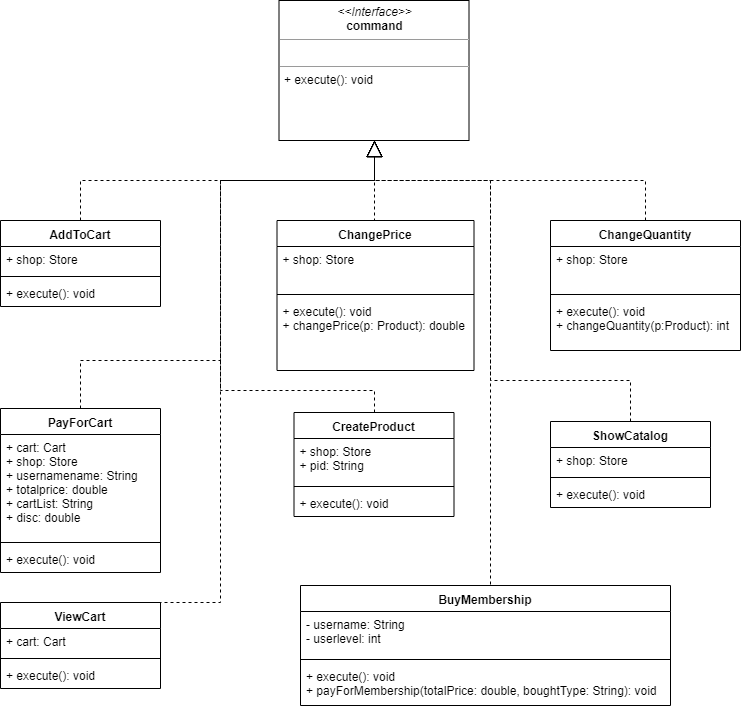 <<Interface>>
command
+ execute(): void
AddToCart
+ shop: Store
+ execute(): void
ChangePrice
+ shop: Store
+ execute(): void
+ changePrice(p: Product): double
ChangeQuantity
+ shop: Store
+ execute(): void
+ changeQuantity(p:Product): int
PayForCart
+ cart: Cart
+ shop: Store
+ usernamename: String
+ totalprice: double
+ cartList: String
+ disc: double
+ execute(): void
CreateProduct
+ shop: Store
+ pid: String
+ execute(): void
ShowCatalog
+ shop: Store
+ execute(): void
ViewCart
+ cart: Cart
+ execute(): void
BuyMembership
- username: String
- userlevel: int
+ execute(): void
+ payForMembership(totalPrice: double, boughtType: String): void